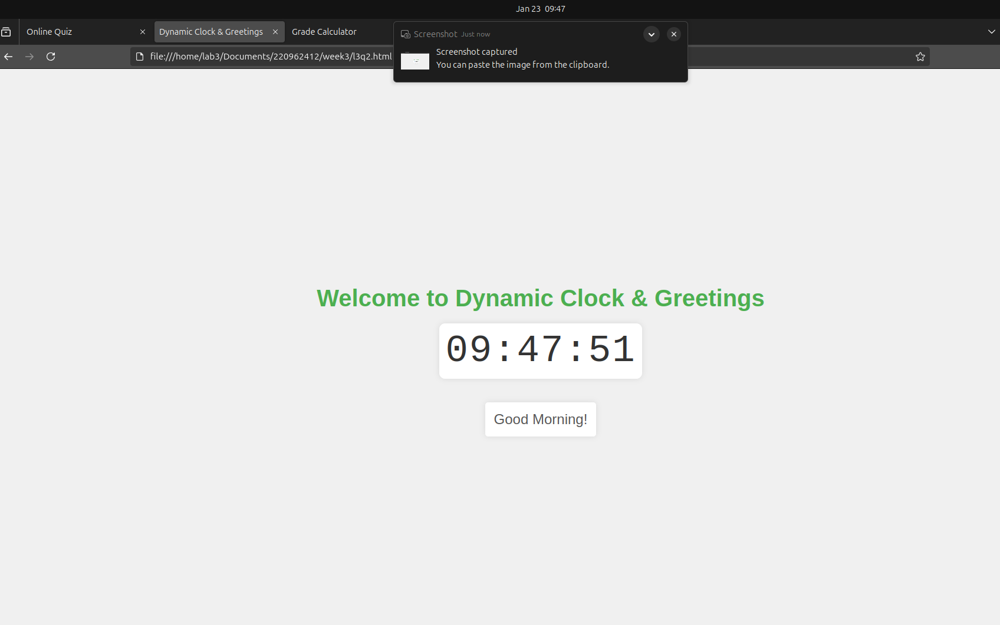 Jan 23 09:47
Online Quiz
Dynamic Clock & Greetings
Grade Calculator
Screenshot Just now
Screenshot captured
You can paste the image from the clipboard.
file:///home/lab3/Documents/220962412/week3/l3q2.html
Welcome to Dynamic Clock & Greetings
09:47:51
Good Morning!